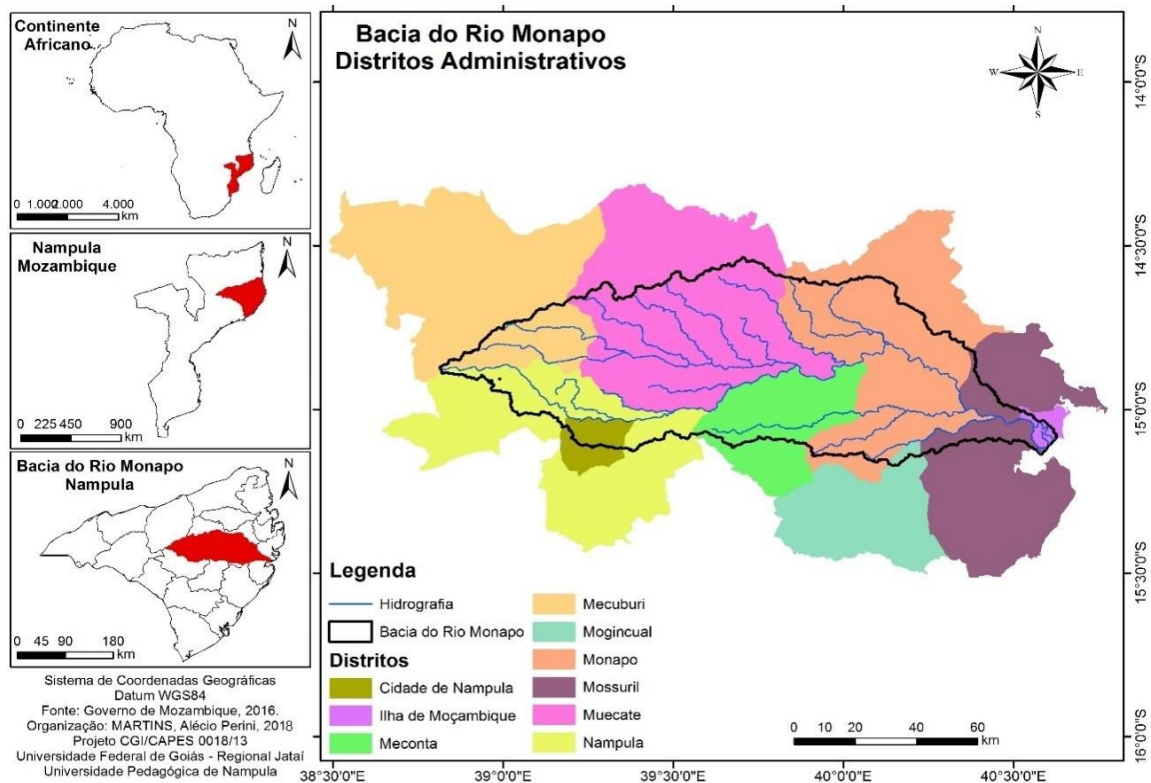 Continente
Africano
N
0 1.000 2.000 4.000
km
Nampula
Mozambique
N
0 225 450 900
km
Bacia do Rio Monapo
Nampula
N
0 45 90 180
km
Sistema de Coordenadas Geográficas
Datum WGS84
Fonte: Governo de Mozambique, 2016.
Organização: MARTINS, Alécio Perini, 2018
Projeto CGI/CAPES 0018/13
Universidade Federal de Goiás - Regional Jataí
Universidade Pedagógica de Nampula
Bacia do Rio Monapo
Distritos Administrativos
N
W E
S
14°0'0"S
14°30'0"S
15°0'0"S
15°30'0"S
16°0'0"S
Legenda
Hidrografia
Bacia do Rio Monapo
Distritos
Cidade de Nampula
Ilha de Moçambique
Meconta
Mecuburi
Mogincual
Monapo
Mossuril
Muecate
Nampula
0 10 20 40 60
km
38°30'0"E 39°0'0"E 39°30'0"E 40°0'0"E 40°30'0"E